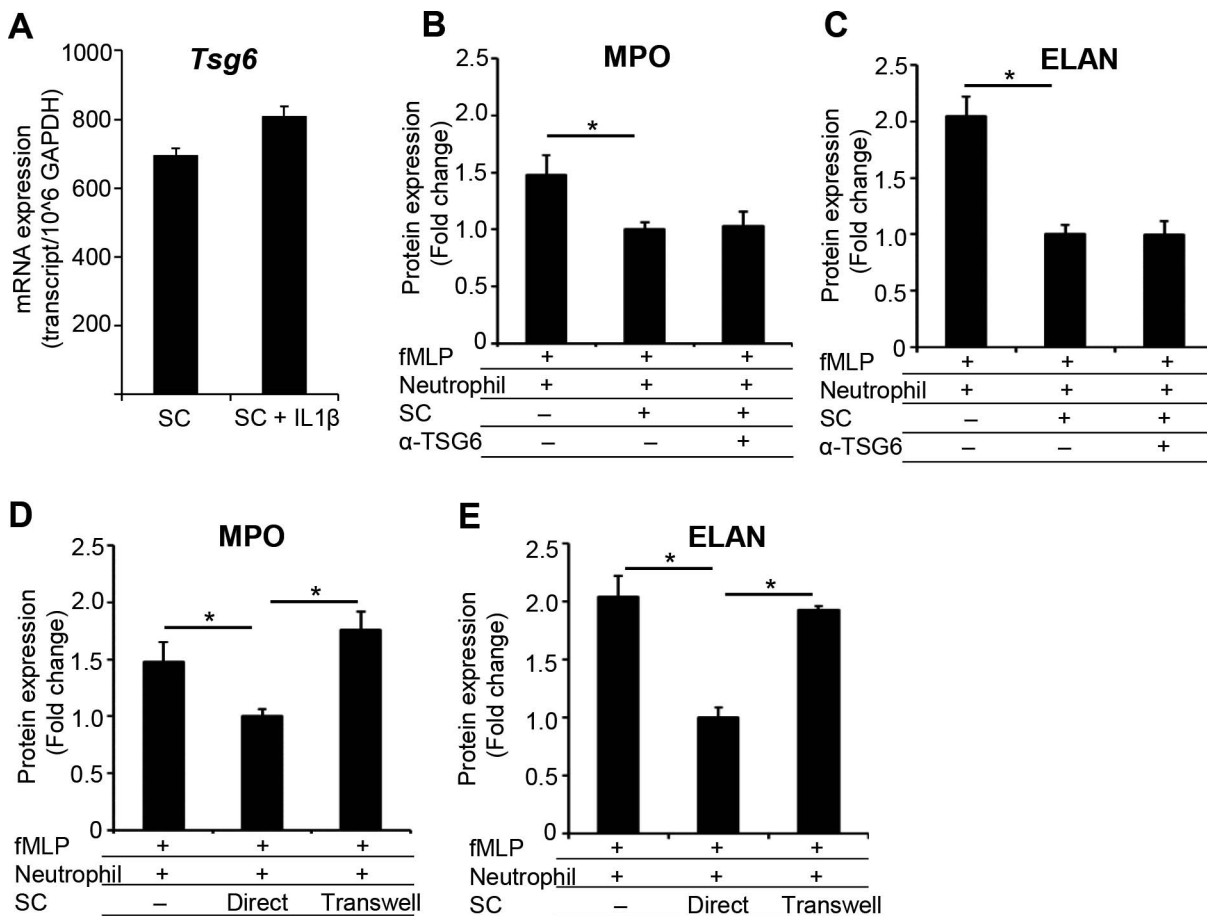 A
Tsg6
mRNA expression
(transcript/10^6 GAPDH)
1000
800
600
400
200
SC
SC + IL1β
B
MPO
Protein expression
(Fold change)
2.5
2.0
1.5
1.0
0.5
0
*
fMLP + + +
Neutrophil + + +
SC – + +
α-TSG6 – – +
C
ELAN
Protein expression
(Fold change)
2.5
2.0
1.5
1.0
0.5
0
*
fMLP + + +
Neutrophil + + +
SC – + +
α-TSG6 – – +
D
MPO
Protein expression
(Fold change)
2.5
2.0
1.5
1.0
0.5
0
*
*
fMLP + + +
Neutrophil + + +
SC – Direct Transwell
E
ELAN
Protein expression
(Fold change)
2.5
2.0
1.5
1.0
0.5
0
*
*
fMLP + + +
Neutrophil + + +
SC – Direct Transwell